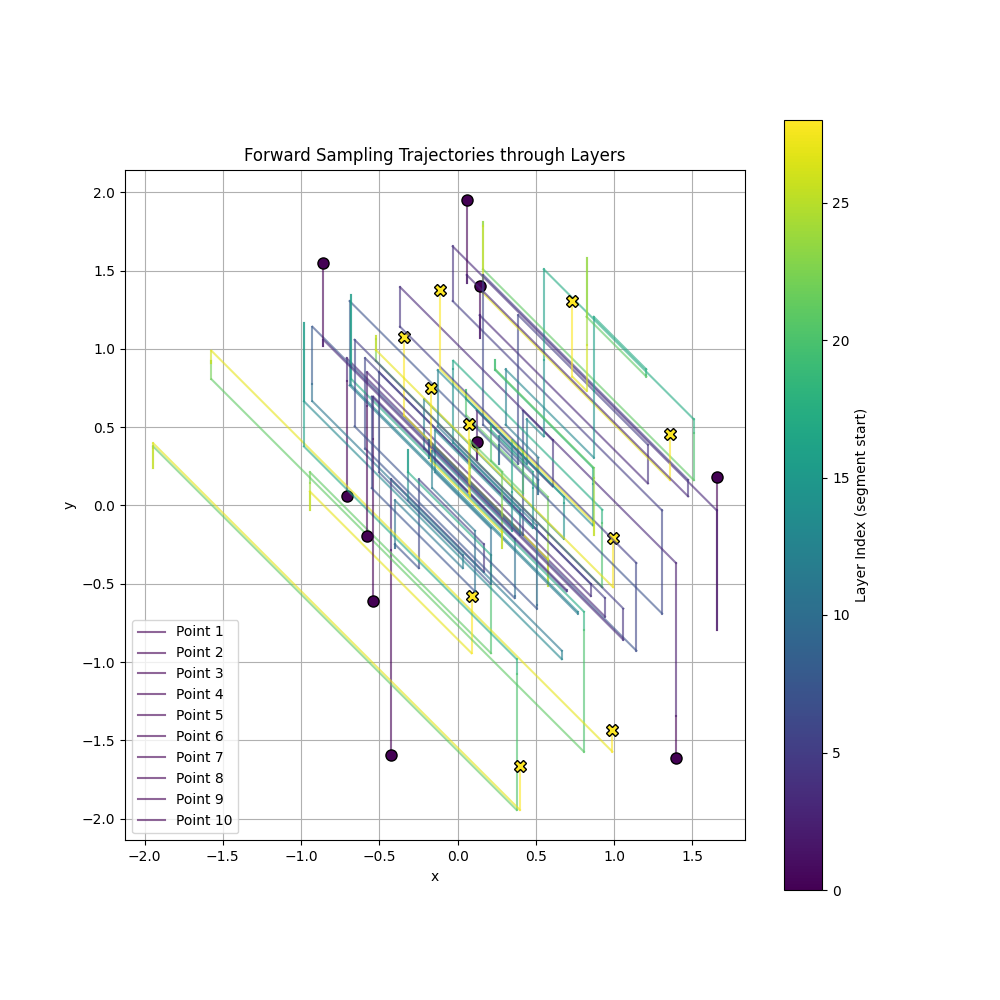 Forward Sampling Trajectories through Layers
2.0
1.5
1.0
0.5
0.0
−0.5
−1.0
−1.5
−2.0
y
−2.0 −1.5 −1.0 −0.5 0.0 0.5 1.0 1.5
x
Point 1
Point 2
Point 3
Point 4
Point 5
Point 6
Point 7
Point 8
Point 9
Point 10
25
20
15
10
5
0
Layer Index (segment start)